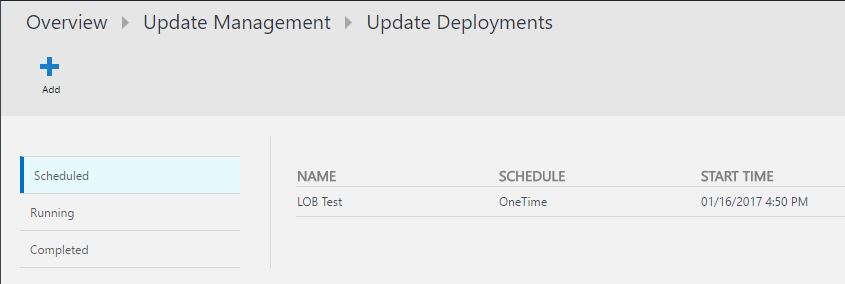 Overview Update Management Update Deployments
Add
Scheduled
Running
Completed
NAME SCHEDULE START TIME
LOB Test OneTime 01/16/2017 4:50 PM